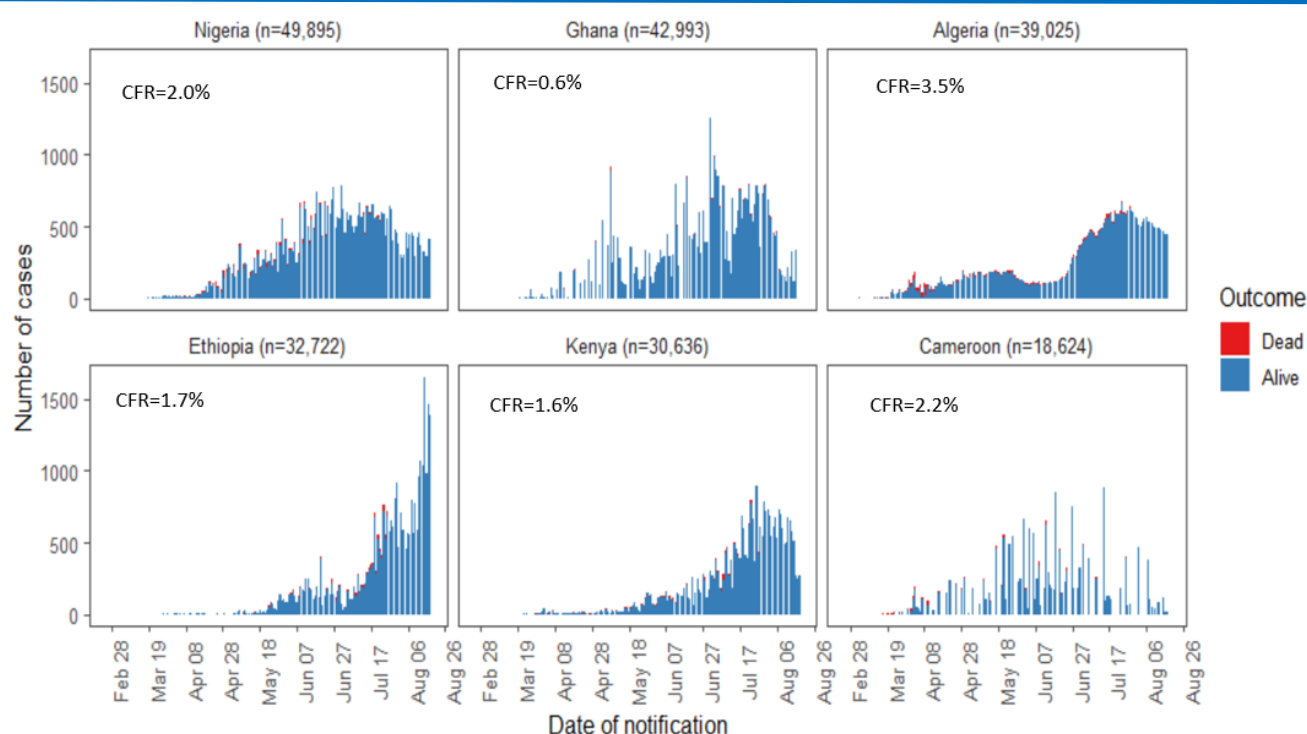 Nigeria (n=49,895)
Ghana (n=42,993)
Algeria (n=39,025)
CFR=2.0%
CFR=0.6%
CFR=3.5%
1500
1000
500
0
Number of cases
Ethiopia (n=32,722)
Kenya (n=30,636)
Cameroon (n=18,624)
CFR=1.7%
CFR=1.6%
CFR=2.2%
1500
1000
500
0
Outcome
Dead
Alive
Feb 28
Mar 19
Apr 08
Apr 28
May 18
Jun 07
Jun 27
Jul 17
Aug 06
Aug 26
Feb 28
Mar 19
Apr 08
Apr 28
May 18
Jun 07
Jun 27
Jul 17
Aug 06
Aug 26
Feb 28
Mar 19
Apr 08
Apr 28
May 18
Jun 07
Jun 27
Jul 17
Aug 06
Aug 26
Date of notification